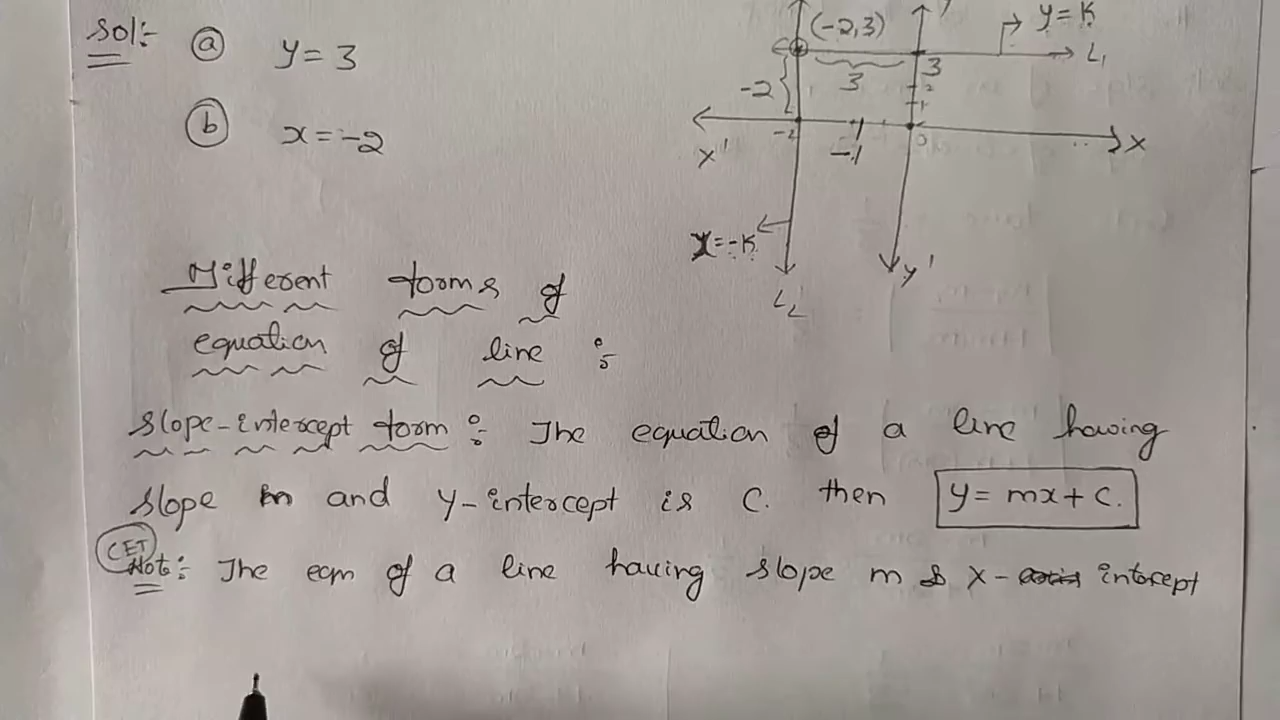 Sol:-
(a) y = 3
(b) x = -2
(-2,3)
y
y = k
L1
3
3
2
1
-2
-2
-1
-1
0
X'
X
x = -k
L2
y'
Different forms of
equation of line :
Slope-intercept form : The equation of a line having
slope m and y-intercept is C. then y = mx + c.
(CET)
Note: The eqn of a line having slope m & x- intercept